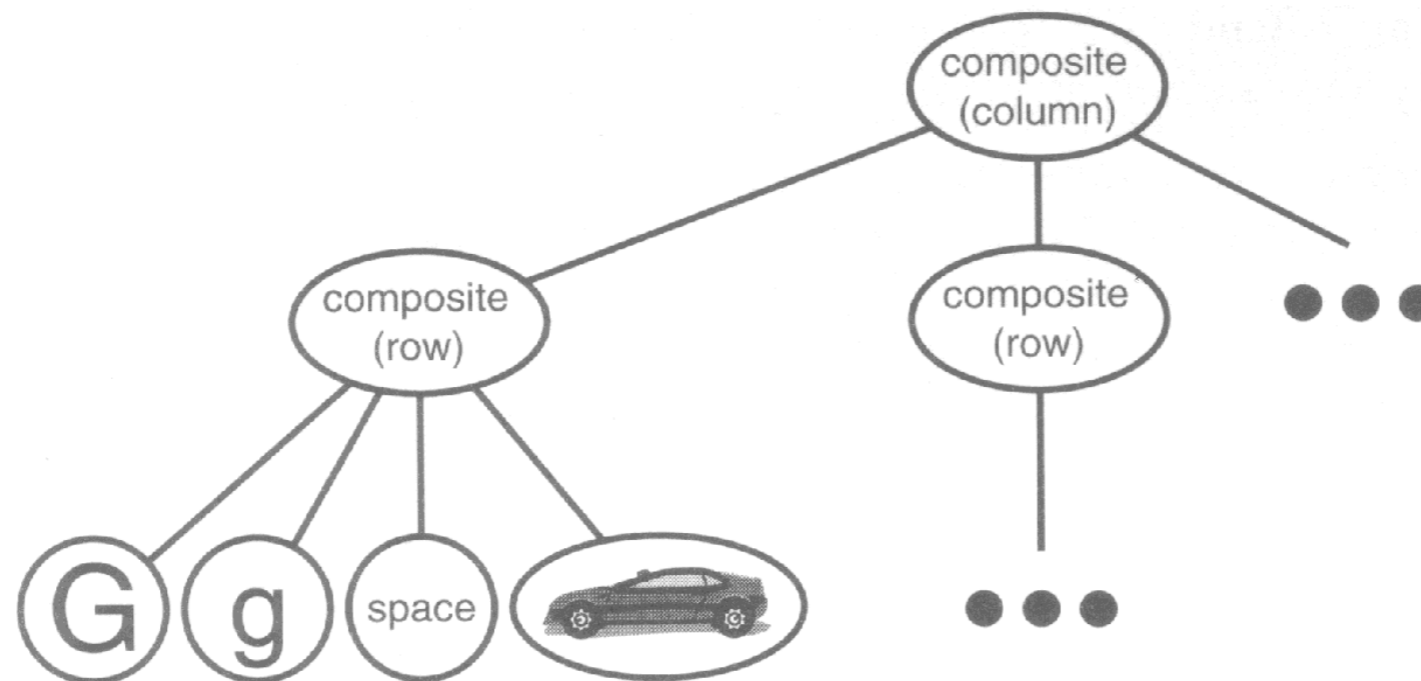 composite
(column)
composite
(row)
composite
(row)
G
g
space